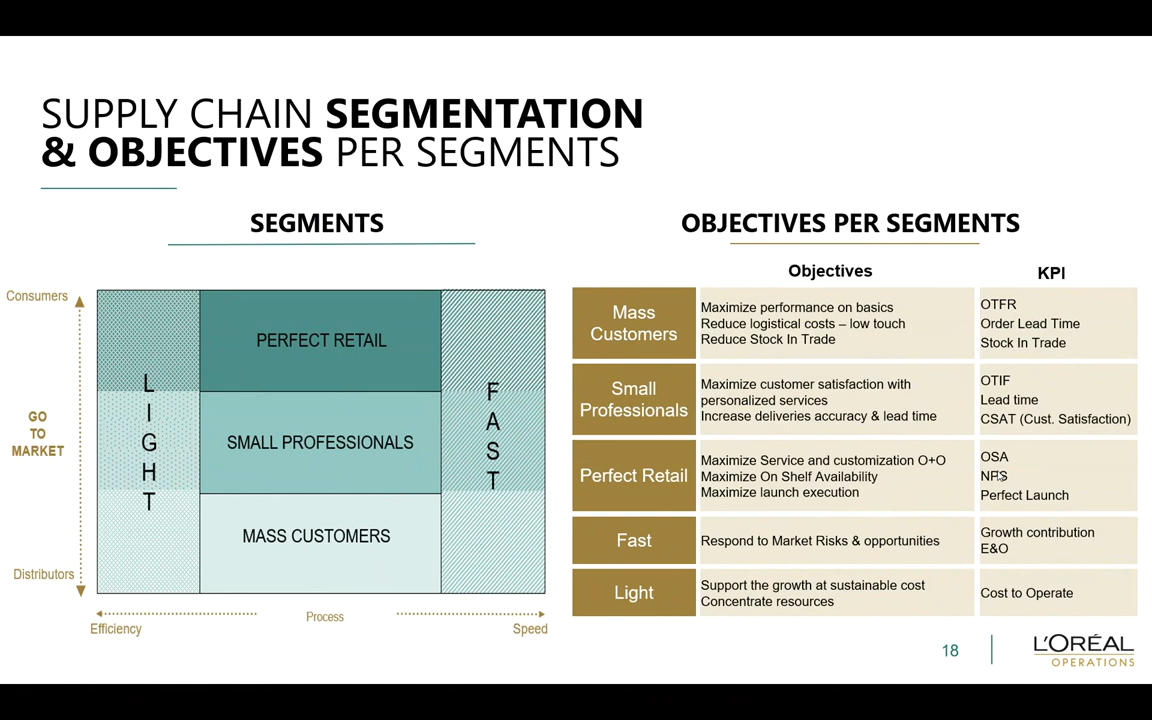 SUPPLY CHAIN SEGMENTATION
& OBJECTIVES PER SEGMENTS
SEGMENTS
Consumers
GO
TO
MARKET
Distributors
LIGHT
PERFECT RETAIL
SMALL PROFESSIONALS
MASS CUSTOMERS
FAST
Efficiency
Process
Speed
OBJECTIVES PER SEGMENTS
Objectives
KPI
Mass
Customers
Maximize performance on basics
Reduce logistical costs – low touch
Reduce Stock In Trade
OTFR
Order Lead Time
Stock In Trade
Small
Professionals
Maximize customer satisfaction with
personalized services
Increase deliveries accuracy & lead time
OTIF
Lead time
CSAT (Cust. Satisfaction)
Perfect Retail
Maximize Service and customization O+O
Maximize On Shelf Availability
Maximize launch execution
OSA
NPS
Perfect Launch
Fast
Respond to Market Risks & opportunities
Growth contribution
E&O
Light
Support the growth at sustainable cost
Concentrate resources
Cost to Operate
18
L'ORÉAL
OPERATIONS